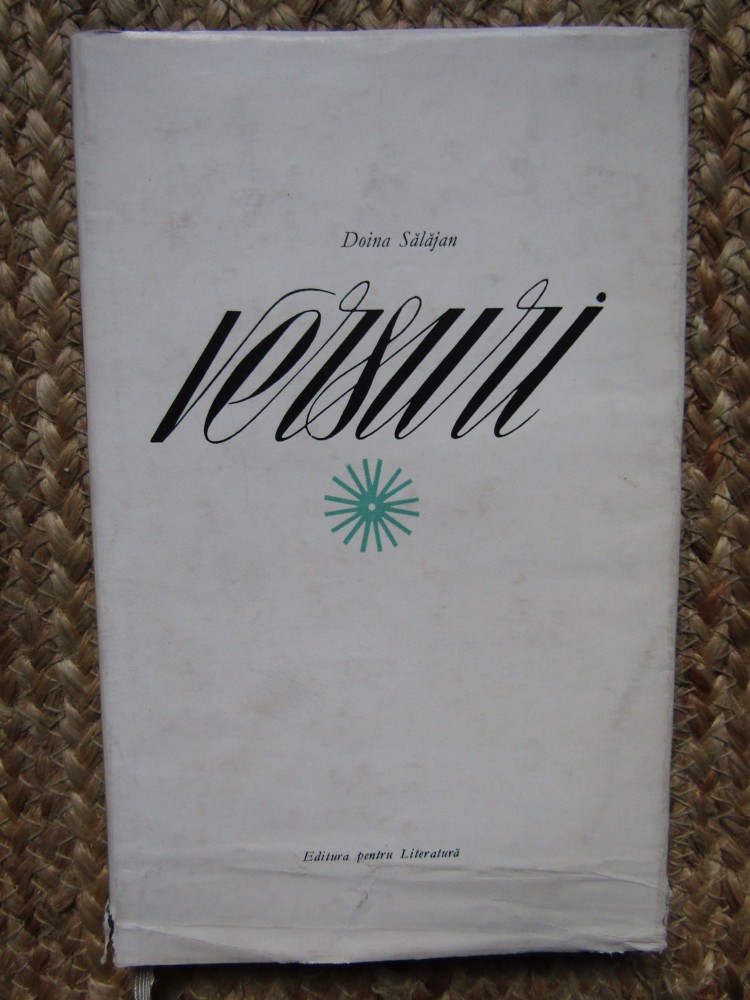 Doina Sălăjan
Versuri
Editura pentru Literatură